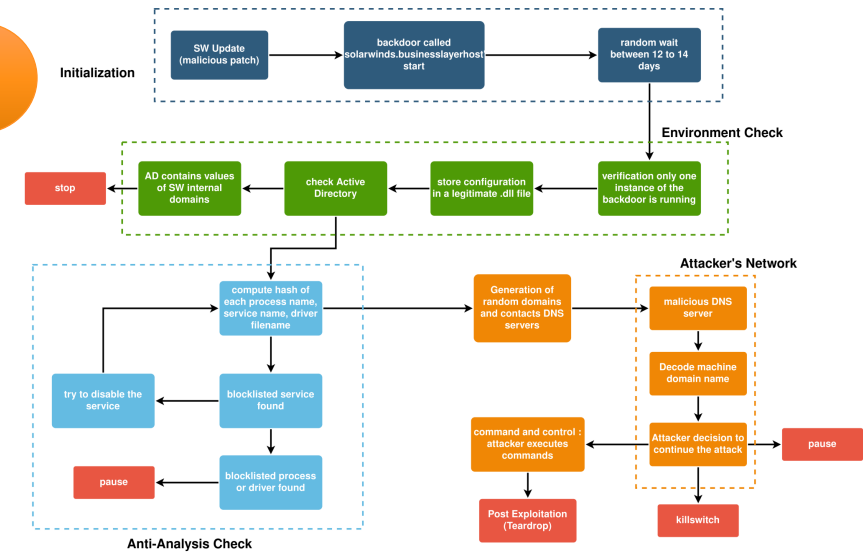 Initialization
SW Update
(malicious patch)
backdoor called
solarwinds.businesslayerhost
start
random wait
between 12 to 14
days
Environment Check
stop
AD contains values
of SW internal
domains
check Active
Directory
store configuration
in a legitimate .dll file
verification only one
instance of the
backdoor is running
compute hash of
each process name,
service name, driver
filename
try to disable the
service
blocklisted service
found
pause
blocklisted process
or driver found
Anti-Analysis Check
Generation of
random domains
and contacts DNS
servers
Attacker's Network
malicious DNS
server
Decode machine
domain name
Attacker decision to
continue the attack
pause
command and control :
attacker executes
commands
Post Exploitation
(Teardrop)
killswitch